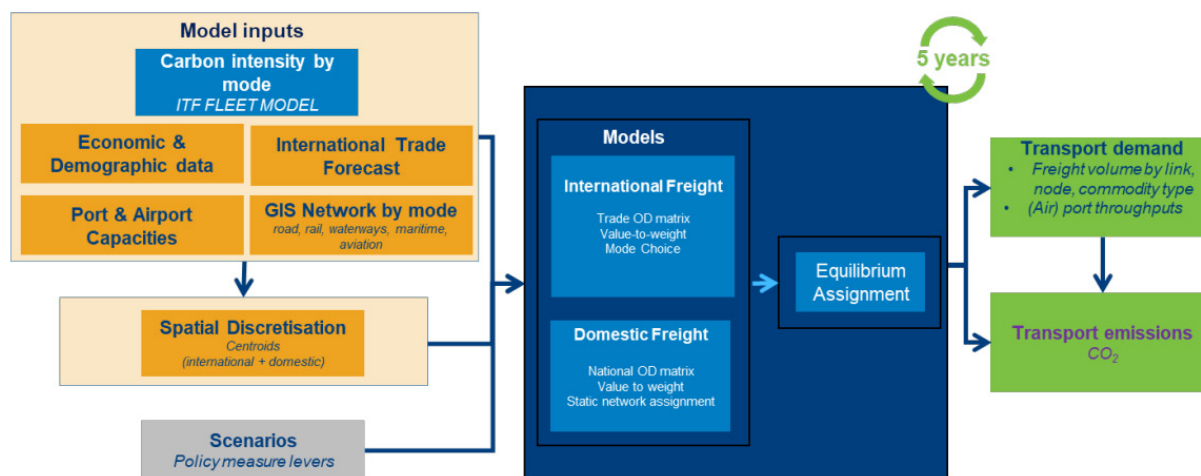 Model inputs
Carbon intensity by
mode
ITF FLEET MODEL
Economic &
Demographic data
International Trade
Forecast
Port & Airport
Capacities
GIS Network by mode
road, rail, waterways, maritime,
aviation
Spatial Discretisation
Centroids
(international + domestic)
Scenarios
Policy measure levers
Models
International Freight
Trade OD matrix
Value-to-weight
Mode Choice
Domestic Freight
National OD matrix
Value to weight
Static network assignment
Equilibrium
Assignment
5 years
Transport demand
• Freight volume by link,
node, commodity type
• (Air) port throughputs
Transport emissions
CO₂